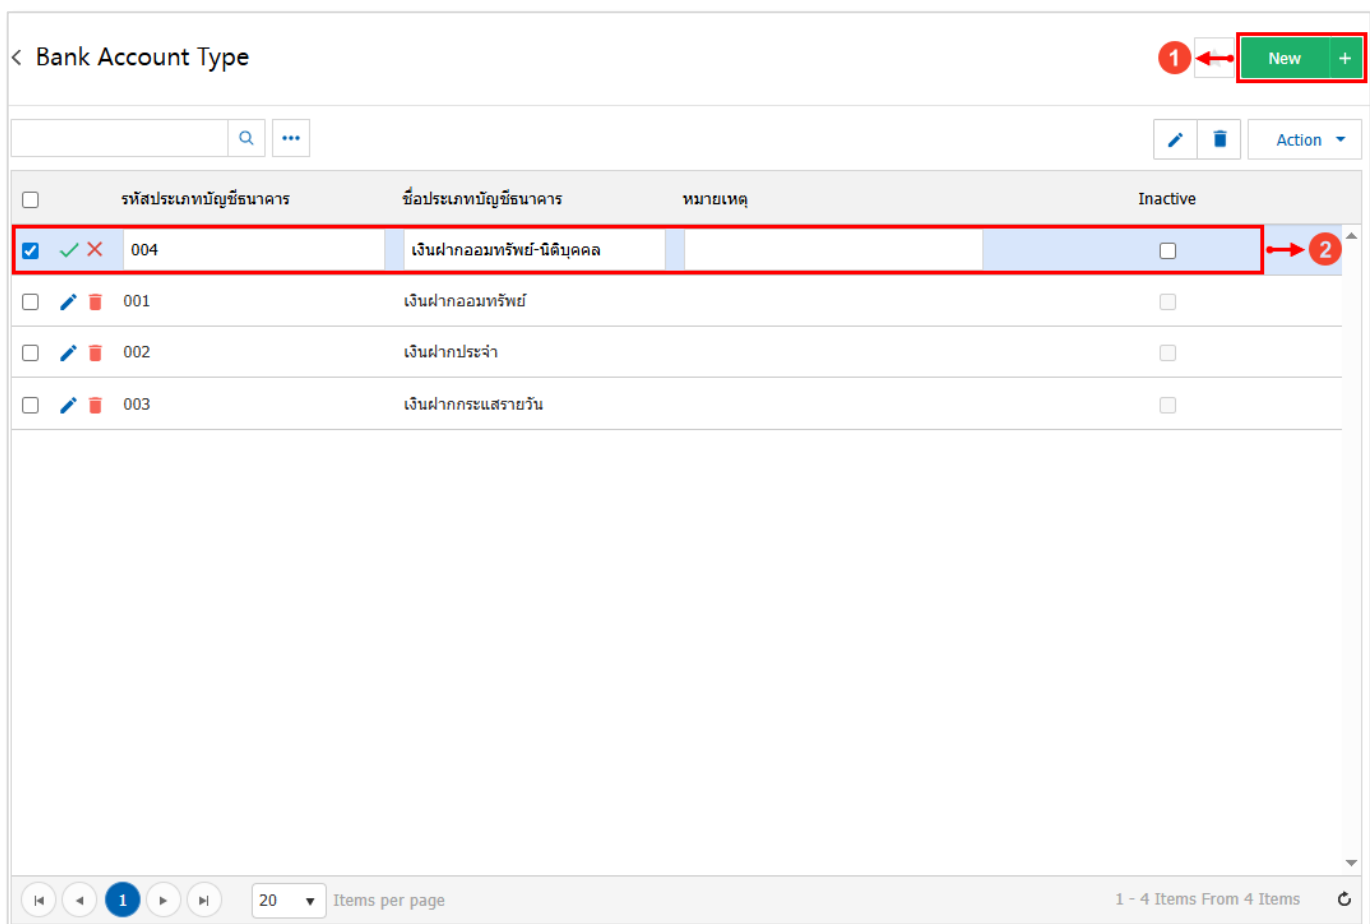 Bank Account Type
1
New +
Action
รหัสประเภทบัญชีธนาคาร ชื่อประเภทบัญชีธนาคาร หมายเหตุ Inactive
004 เงินฝากออมทรัพย์-นิติบุคคล 2
001 เงินฝากออมทรัพย์
002 เงินฝากประจำ
003 เงินฝากกระแสรายวัน
1 20 Items per page 1 - 4 Items From 4 Items